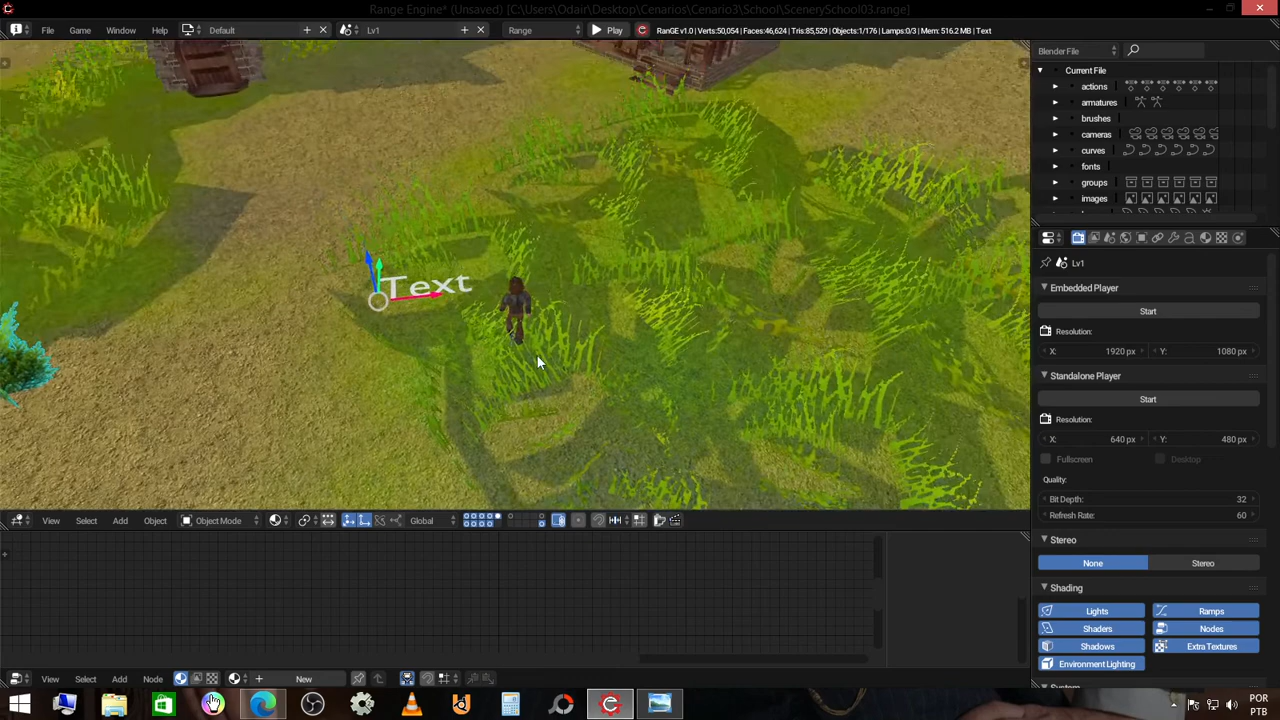 Range Engine* (Unsaved) [C:\Users\Odair\Desktop\Cenarios\Cenario3\School\ScenerySchool03.range]
File Game Window Help Default Lv1 Range Play RanGE v1.0 | Verts:50,054 | Faces:46,624 | Tris:85,529 | Objects:1/176 | Lamps:0/3 | Mem: 516.2 MB | Text
Blender File
Current File
actions
armatures
brushes
cameras
curves
fonts
groups
images
Text
Lv1
Embedded Player
Start
Resolution:
X: 1920 px Y: 1080 px
Standalone Player
Start
Resolution:
X: 640 px Y: 480 px
Fullscreen Desktop
Quality:
Bit Depth: 32
Refresh Rate: 60
Stereo
None Stereo
Shading
Lights Ramps
Shaders Nodes
Shadows Extra Textures
Environment Lighting
View Select Add Object Object Mode Global
View Select Add Node New
POR
PTB